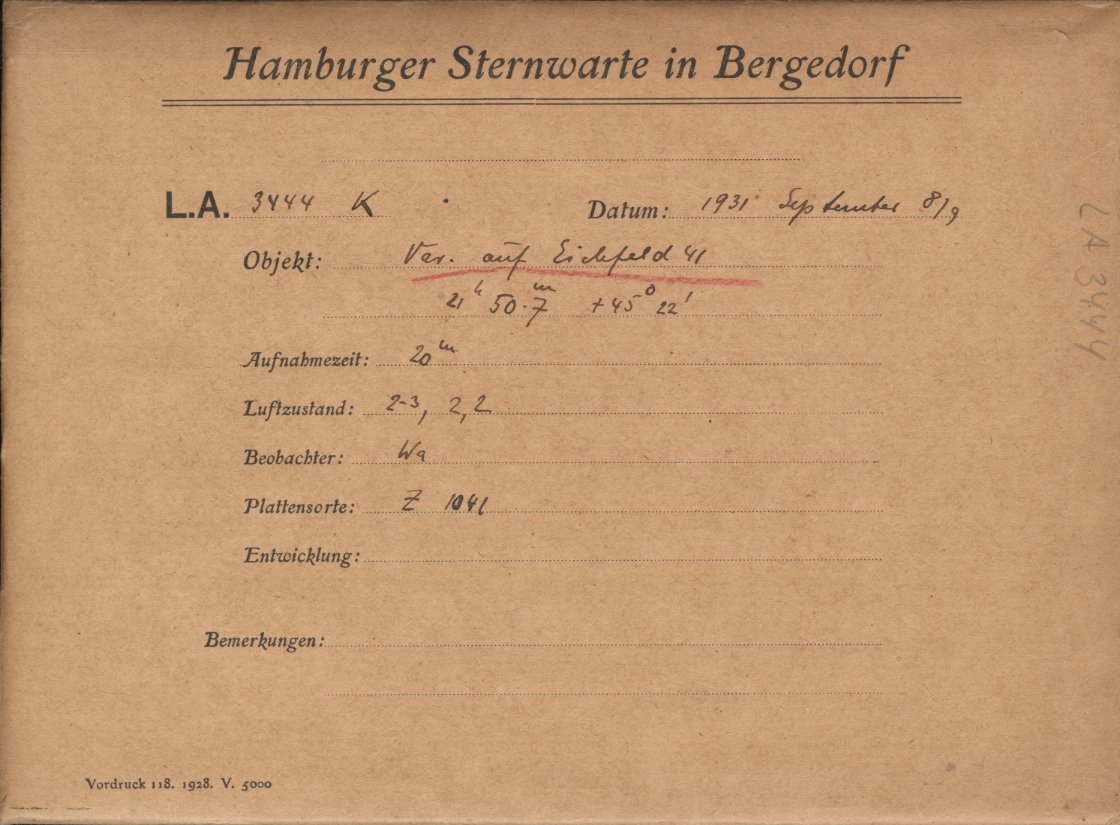 Hamburger Sternwarte in Bergedorf
L.A. 3444 K Datum: 1931 September 8/9
Objekt: Var. auf Eichfeld 41
21h 50.7m +45° 22'
Aufnahmezeit: 20m
Luftzustand: 2-3, 2,2
Beobachter: Wa
Plattensorte: Z 1041
Entwicklung:
Bemerkungen:
Vordruck 118. 1928. V. 5000
LA 3444